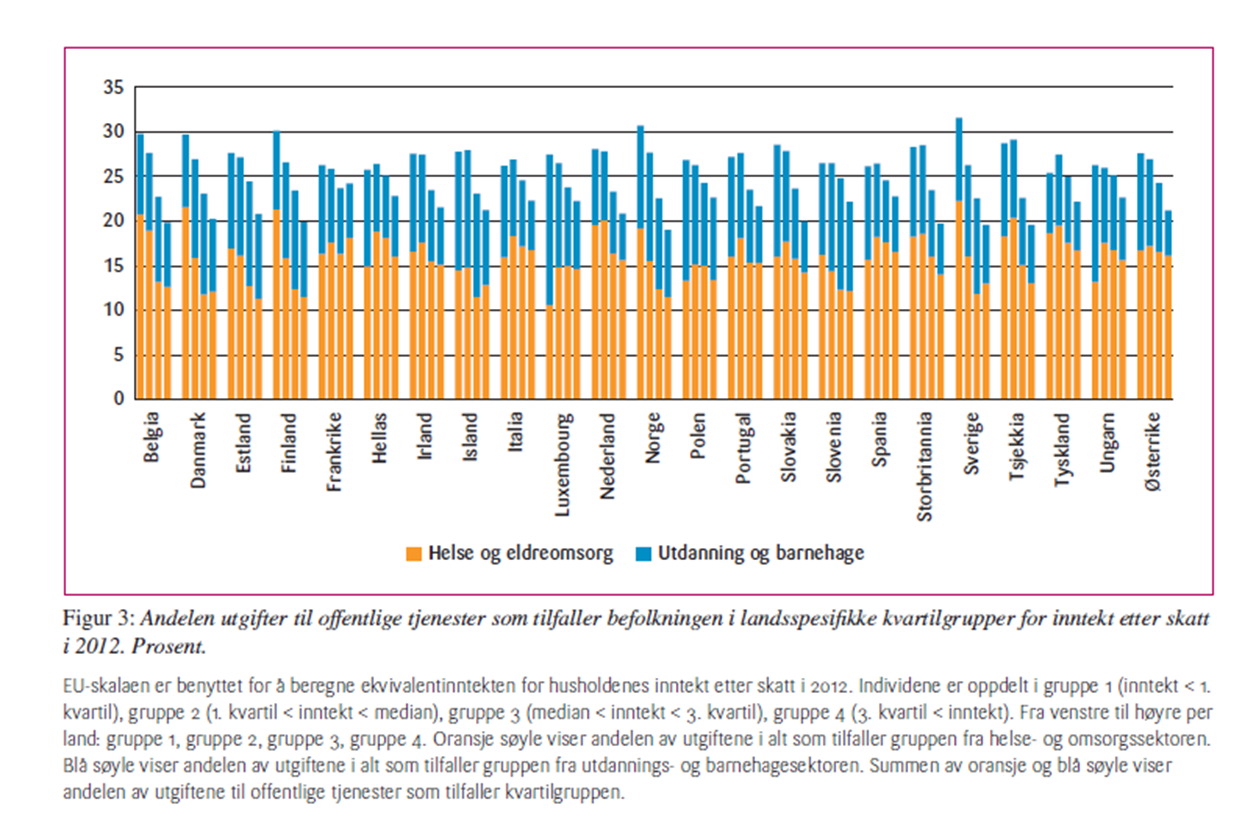 35
30
25
20
15
10
5
0
Belgia
Danmark
Estland
Finland
Frankrike
Hellas
Irland
Island
Italia
Luxembourg
Nederland
Norge
Polen
Portugal
Slovakia
Slovenia
Spania
Storbritannia
Sverige
Tsjekkia
Tyskland
Ungarn
Østerrike
Helse og eldreomsorg
Utdanning og barnehage
Figur 3: Andelen utgifter til offentlige tjenester som tilfaller befolkningen i landsspesifikke kvartilgrupper for inntekt etter skatt
i 2012. Prosent.
EU-skalaen er benyttet for å beregne ekvivalentinntekten for husholdenes inntekt etter skatt i 2012. Individene er oppdelt i gruppe 1 (inntekt < 1.
kvartil), gruppe 2 (1. kvartil < inntekt < median), gruppe 3 (median < inntekt < 3. kvartil), gruppe 4 (3. kvartil < inntekt). Fra venstre til høyre per
land: gruppe 1, gruppe 2, gruppe 3, gruppe 4. Oransje søyle viser andelen av utgiftene i alt som tilfaller gruppen fra helse- og omsorgssektoren.
Blå søyle viser andelen av utgiftene i alt som tilfaller gruppen fra utdannings- og barnehagesektoren. Summen av oransje og blå søyle viser
andelen av utgiftene til offentlige tjenester som tilfaller kvartilgruppen.